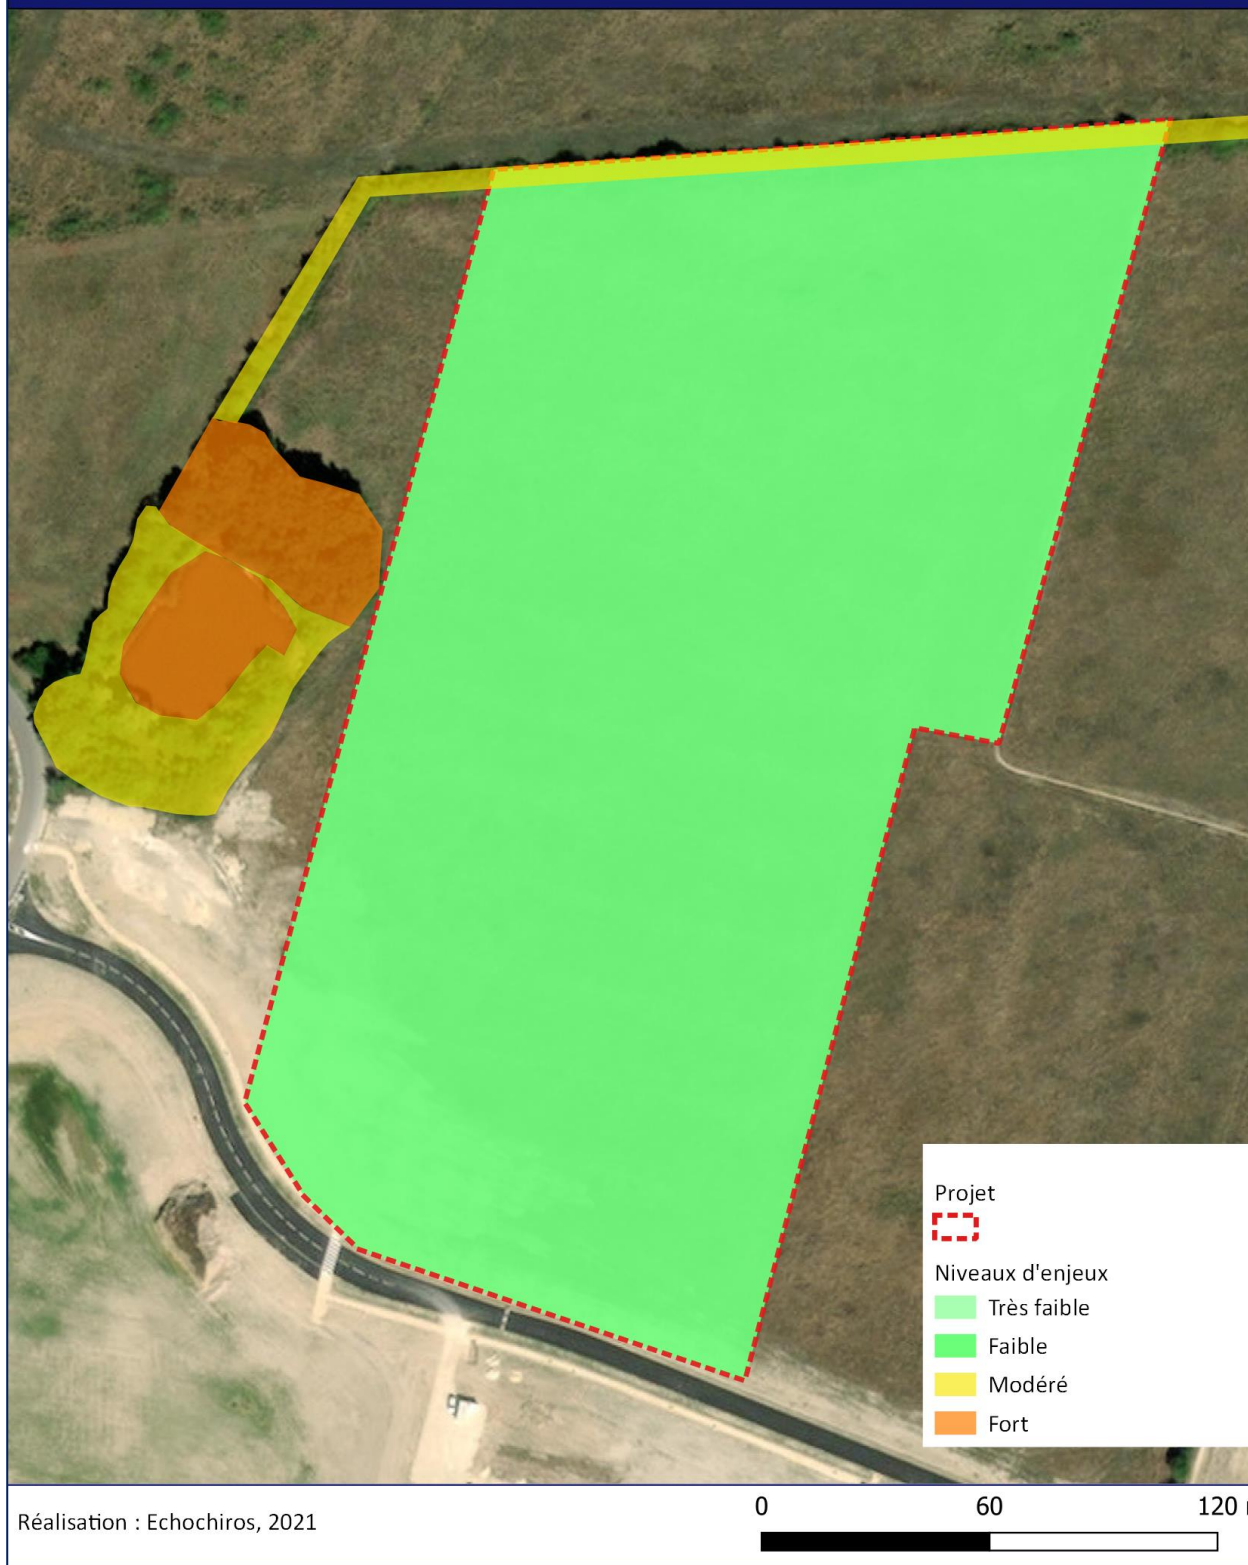 Projet
Niveaux d'enjeux
Très faible
Faible
Modéré
Fort
Réalisation : Echochiros, 2021
0 60 120